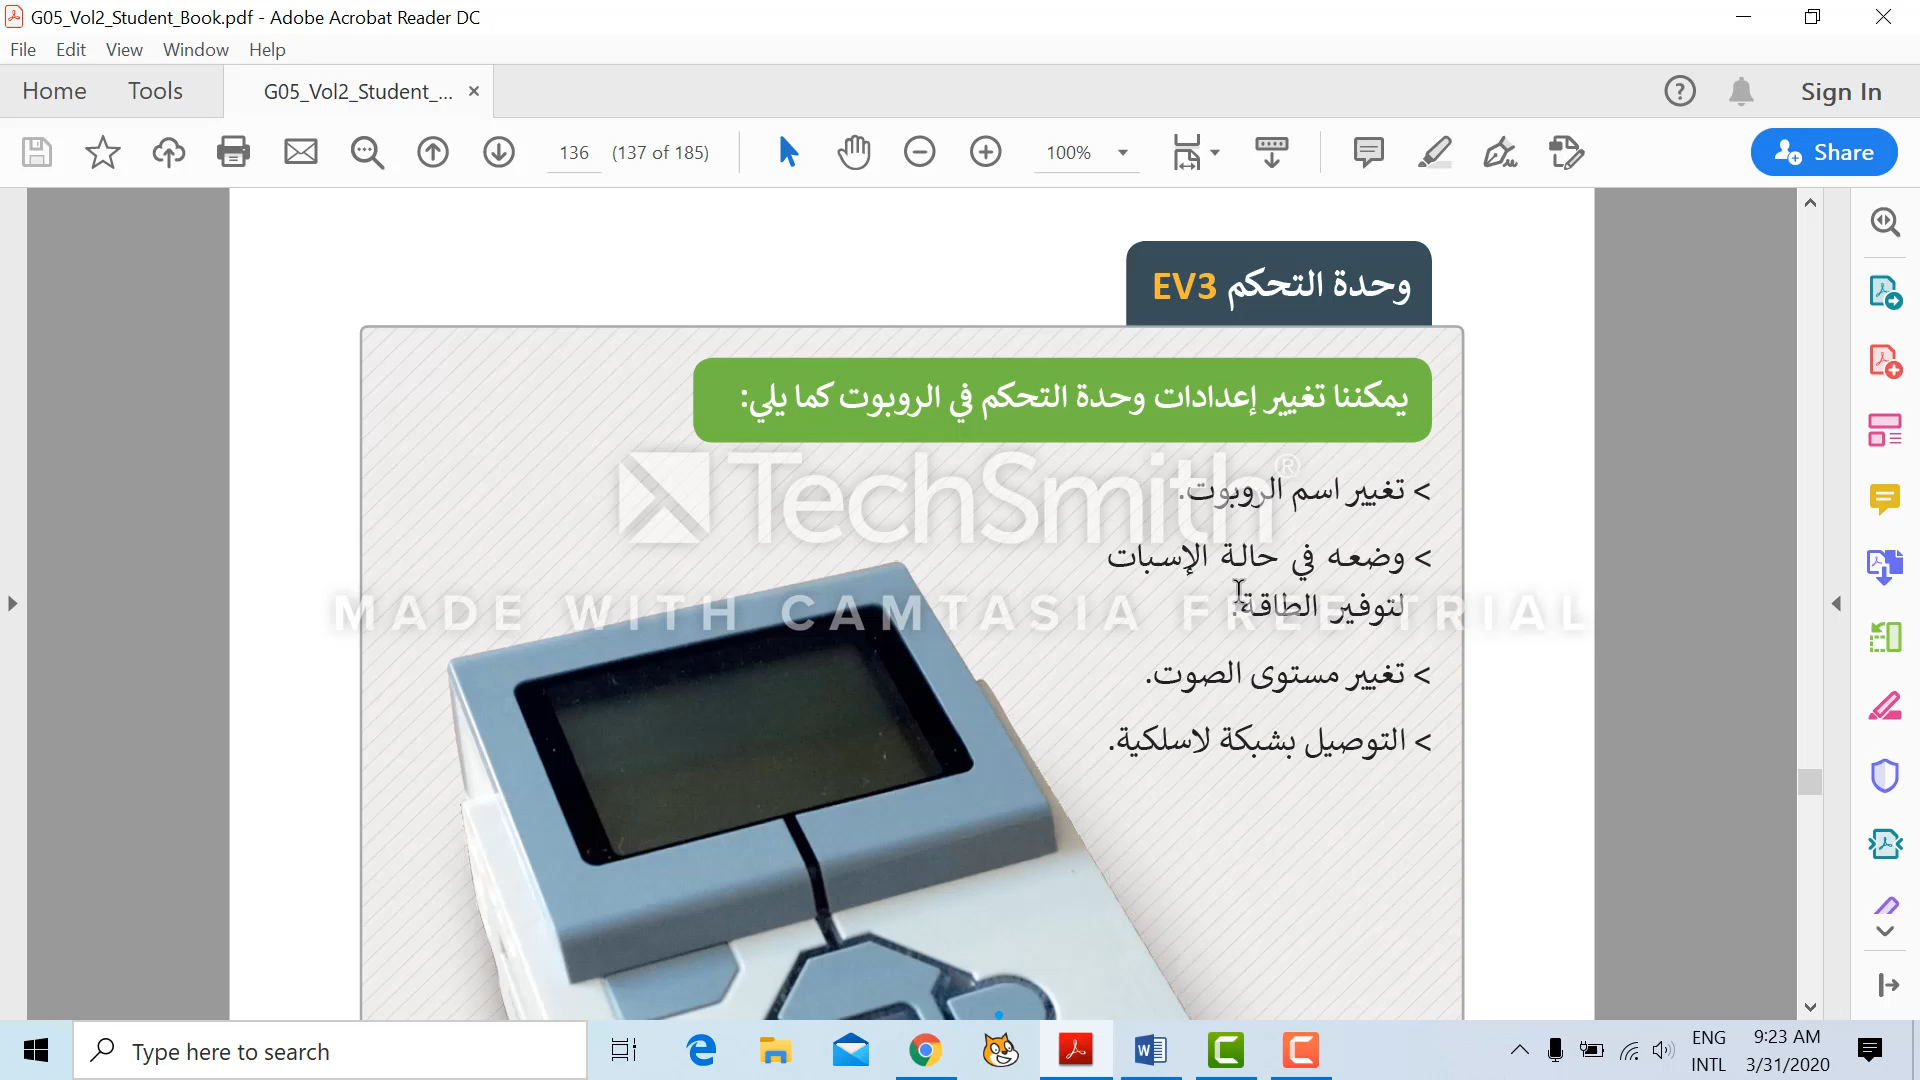 G05_Vol2_Student_Book.pdf - Adobe Acrobat Reader DC
File Edit View Window Help
Home Tools G05_Vol2_Student_... × Sign In
136 (137 of 185) 100% Share
وحدة التحكم EV3
يمكننا تغيير إعدادات وحدة التحكم في الروبوت كما يلي:
> تغيير اسم الروبوت.
TechSmith®
> وضعه في حالة الإسبات
لتوفير الطاقة.
MADE WITH CAMTASIA FREE TRIAL
> تغيير مستوى الصوت.
> التوصيل بشبكة لاسلكية.
Type here to search
ENG 9:23 AM
INTL 3/31/2020